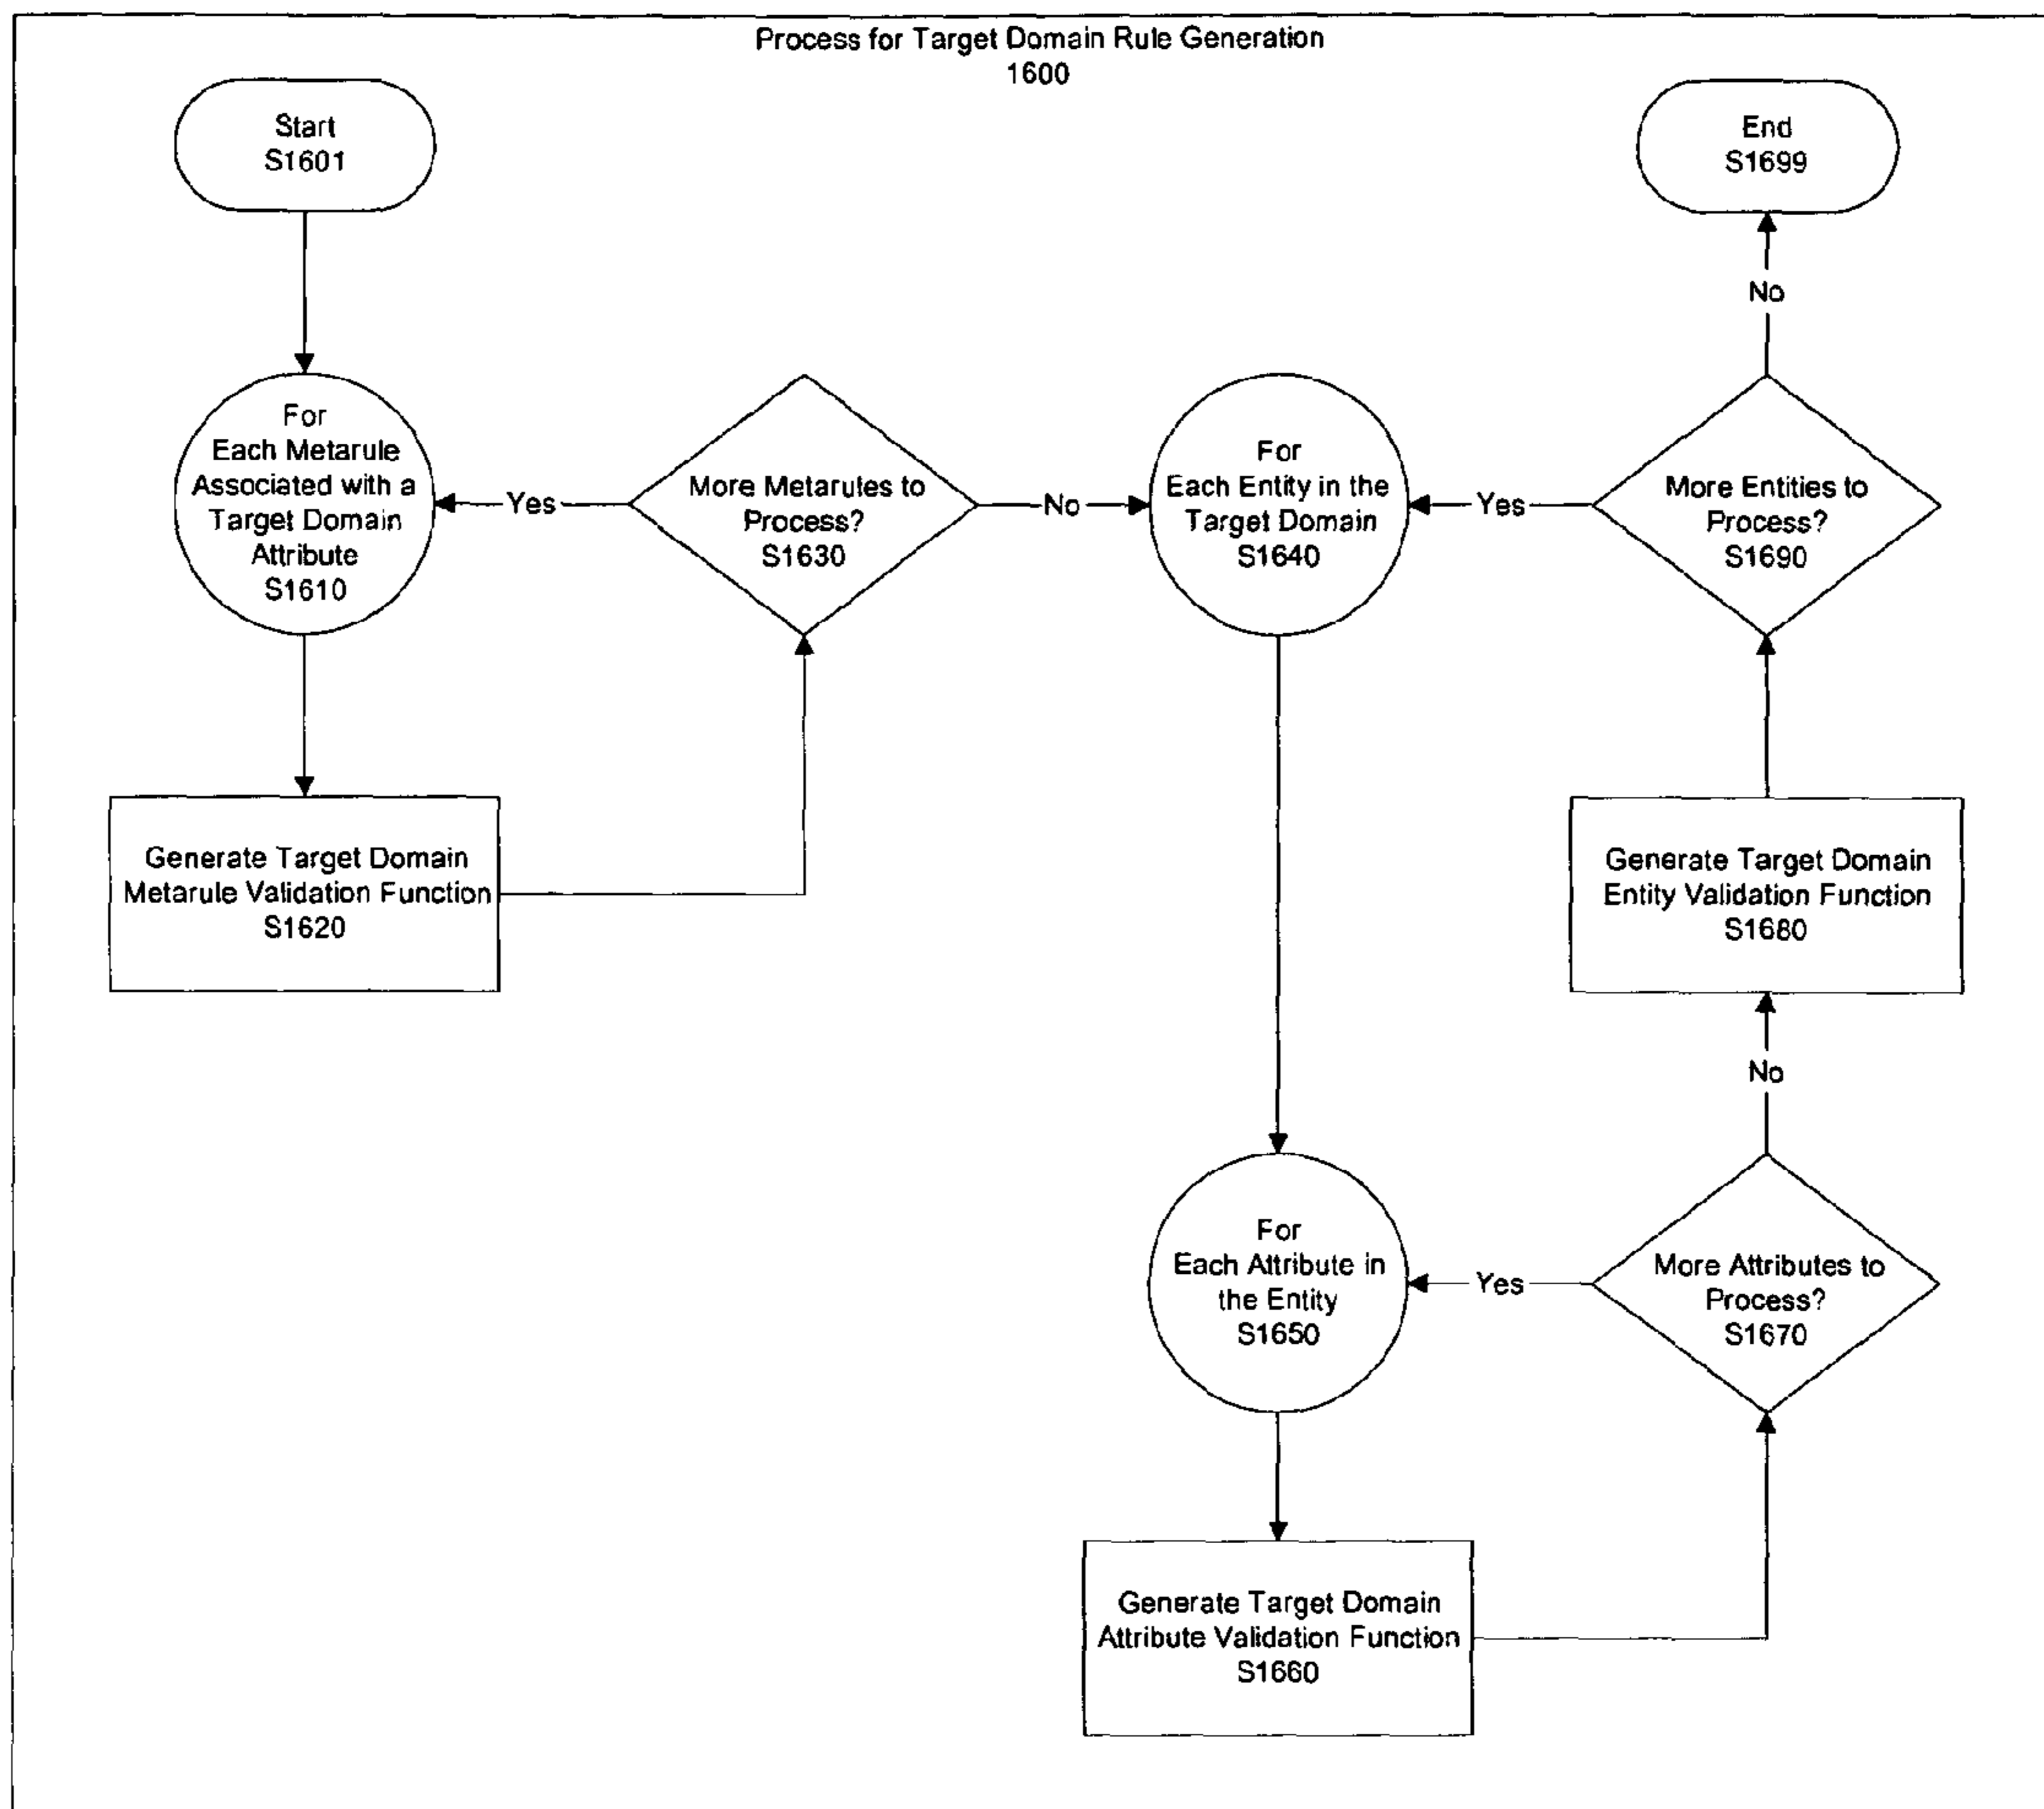 Process for Target Domain Rule Generation
1600
Start
S1601
End
S1699
No
For
Each Metarule
Associated with a
Target Domain
Attribute
S1610
Yes
More Metarules to
Process?
S1630
No
For
Each Entity in the
Target Domain
S1640
Yes
More Entities to
Process?
S1690
Generate Target Domain
Metarule Validation Function
S1620
Generate Target Domain
Entity Validation Function
S1680
No
For
Each Attribute in
the Entity
S1650
Yes
More Attributes to
Process?
S1670
Generate Target Domain
Attribute Validation Function
S1660